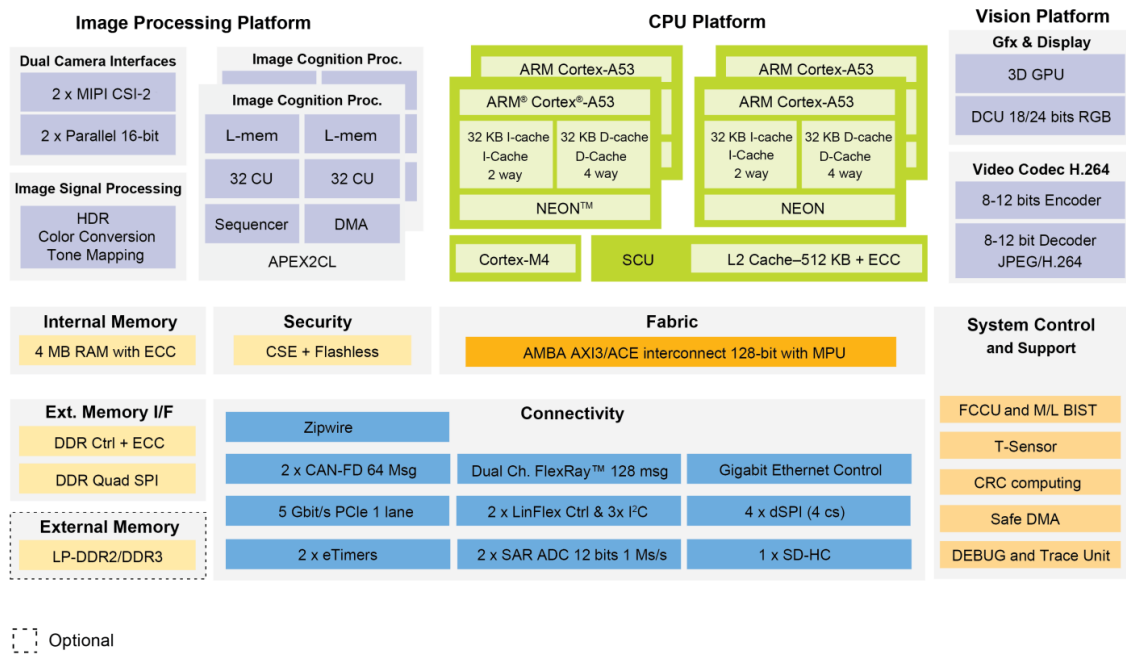 Image Processing Platform
Dual Camera Interfaces
2 x MIPI CSI-2
2 x Parallel 16-bit
Image Signal Processing
HDR
Color Conversion
Tone Mapping
Image Cognition Proc.
Image Cognition Proc.
L-mem
L-mem
32 CU
32 CU
Sequencer
DMA
APEX2CL
CPU Platform
ARM Cortex-A53
ARM® Cortex®-A53
32 KB I-cache
I-Cache
2 way
32 KB D-cache
D-Cache
4 way
NEON™
ARM Cortex-A53
ARM Cortex-A53
32 KB I-cache
I-Cache
2 way
32 KB D-cache
D-Cache
4 way
NEON
Cortex-M4
SCU
L2 Cache–512 KB + ECC
Vision Platform
Gfx & Display
3D GPU
DCU 18/24 bits RGB
Video Codec H.264
8-12 bits Encoder
8-12 bit Decoder
JPEG/H.264
Internal Memory
4 MB RAM with ECC
Security
CSE + Flashless
Fabric
AMBA AXI3/ACE interconnect 128-bit with MPU
System Control
and Support
FCCU and M/L BIST
T-Sensor
CRC computing
Safe DMA
DEBUG and Trace Unit
Ext. Memory I/F
DDR Ctrl + ECC
DDR Quad SPI
External Memory
LP-DDR2/DDR3
Connectivity
Zipwire
2 x CAN-FD 64 Msg
Dual Ch. FlexRay™ 128 msg
Gigabit Ethernet Control
5 Gbit/s PCIe 1 lane
2 x LinFlex Ctrl & 3x I²C
4 x dSPI (4 cs)
2 x eTimers
2 x SAR ADC 12 bits 1 Ms/s
1 x SD-HC
Optional